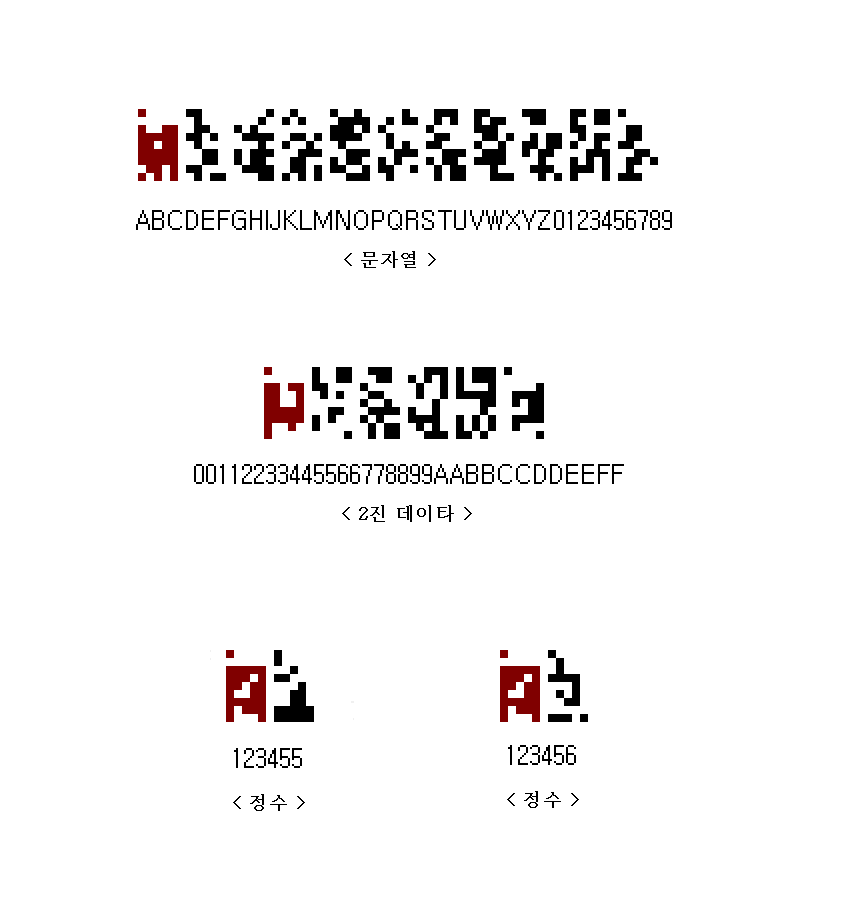 ABCDEFGHIJKLMNOPQRSTUVWXYZ0123456789
< 문자열 >
00112233445566778899AABBCCDDEEFF
< 2진 데이타 >
123455
123456
< 정수 >
< 정수 >